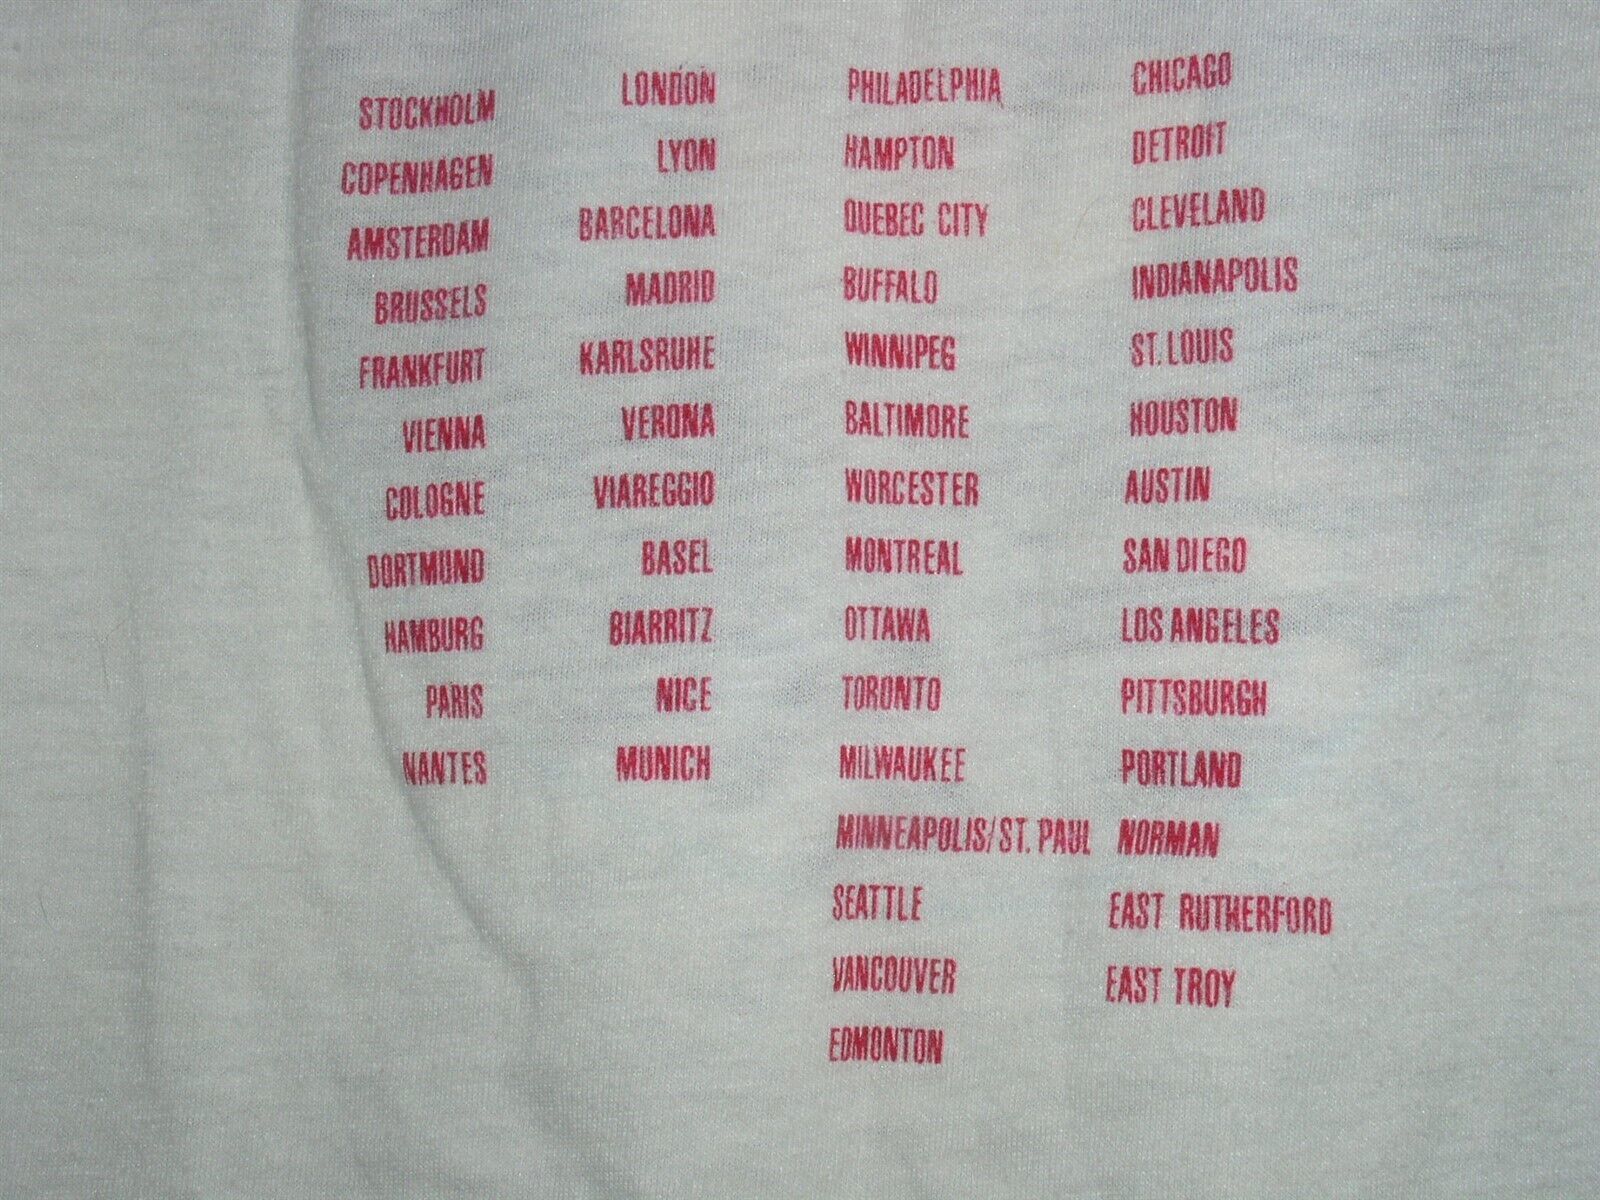 STOCKHOLM
COPENHAGEN
AMSTERDAM
BRUSSELS
FRANKFURT
VIENNA
COLOGNE
DORTMUND
HAMBURG
PARIS
NANTES
LONDON
LYON
BARCELONA
MADRID
KARLSRUHE
VERONA
VIAREGGIO
BASEL
BIARRITZ
NICE
MUNICH
PHILADELPHIA
HAMPTON
QUEBEC CITY
BUFFALO
WINNIPEG
BALTIMORE
WORCESTER
MONTREAL
OTTAWA
TORONTO
MILWAUKEE
MINNEAPOLIS/ST. PAUL
SEATTLE
VANCOUVER
EDMONTON
CHICAGO
DETROIT
CLEVELAND
INDIANAPOLIS
ST. LOUIS
HOUSTON
AUSTIN
SAN DIEGO
LOS ANGELES
PITTSBURGH
PORTLAND
NORMAN
EAST RUTHERFORD
EAST TROY